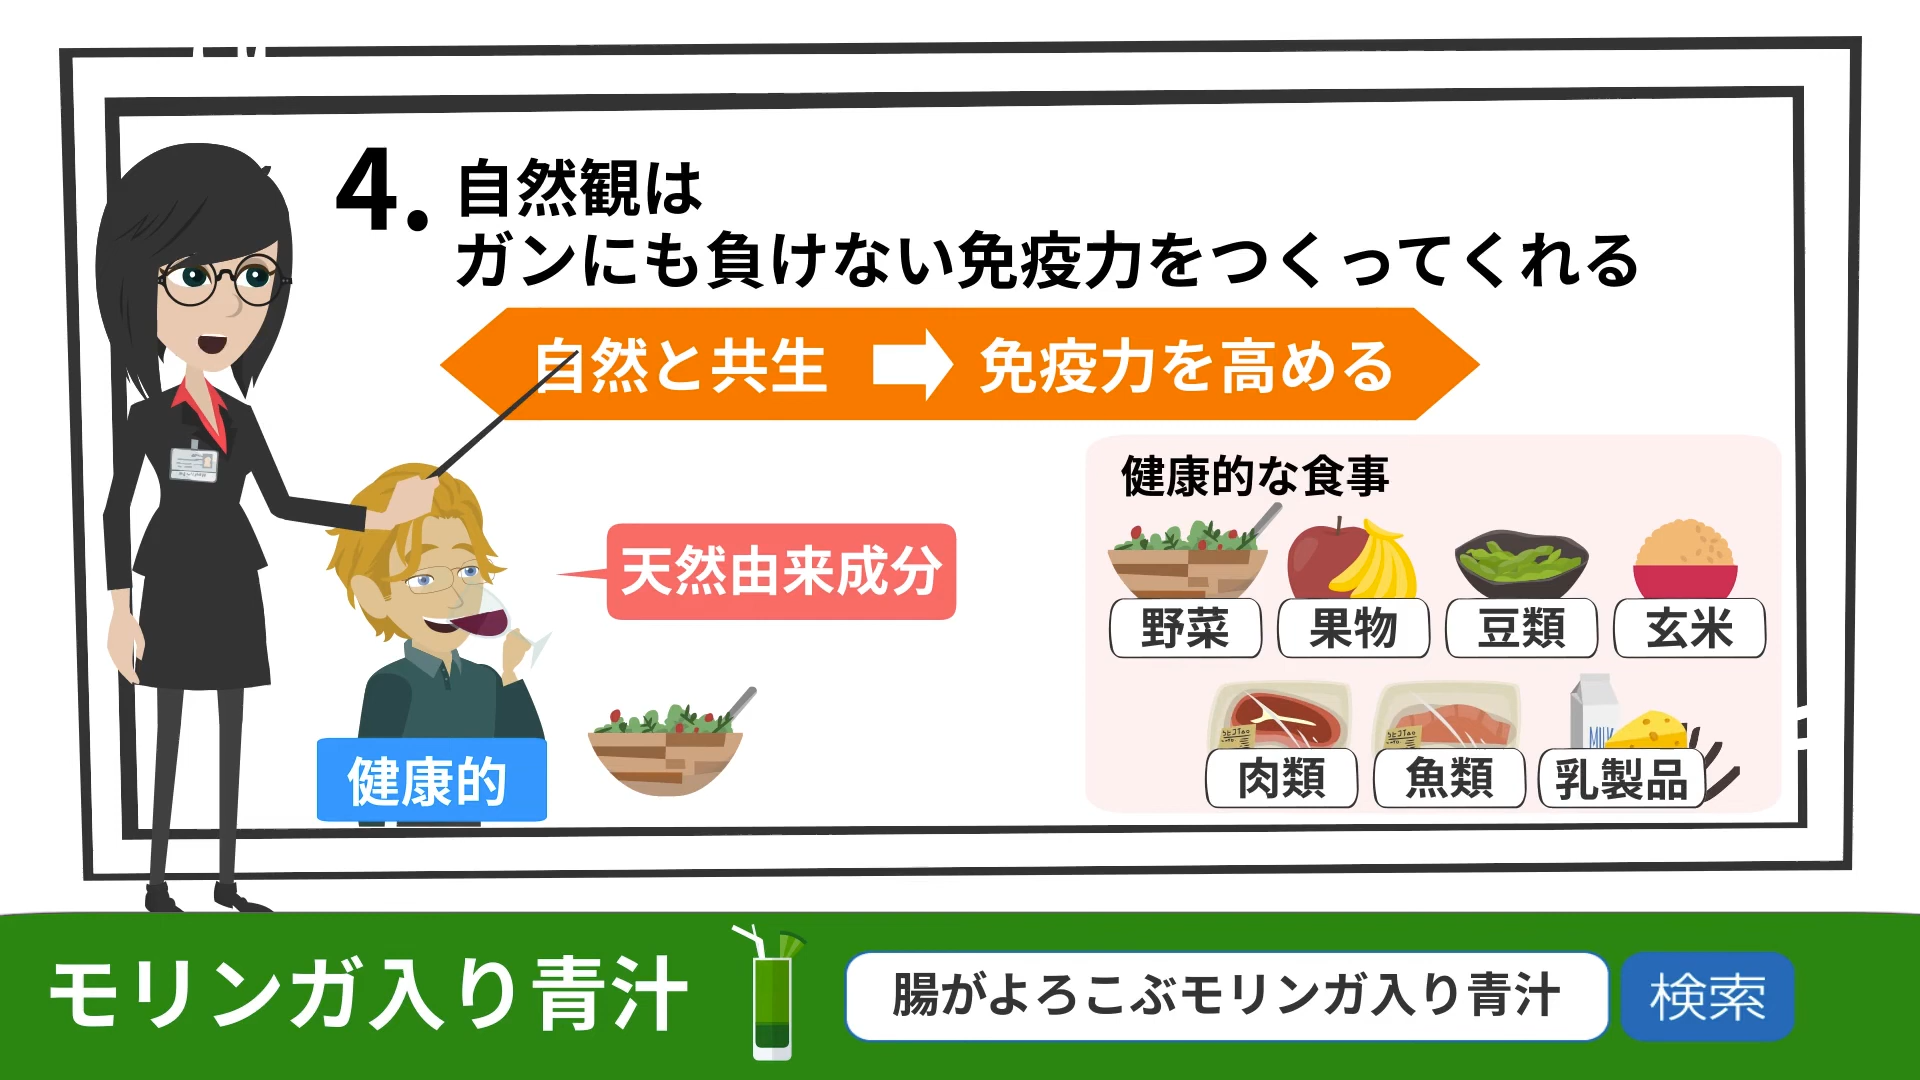 4. 自然観は
ガンにも負けない免疫力をつくってくれる
自然と共生 免疫力を高める
健康的な食事
天然由来成分
野菜 果物 豆類 玄米
MILK
肉類 魚類 乳製品
健康的
モリンガ入り青汁
腸がよろこぶモリンガ入り青汁 検索